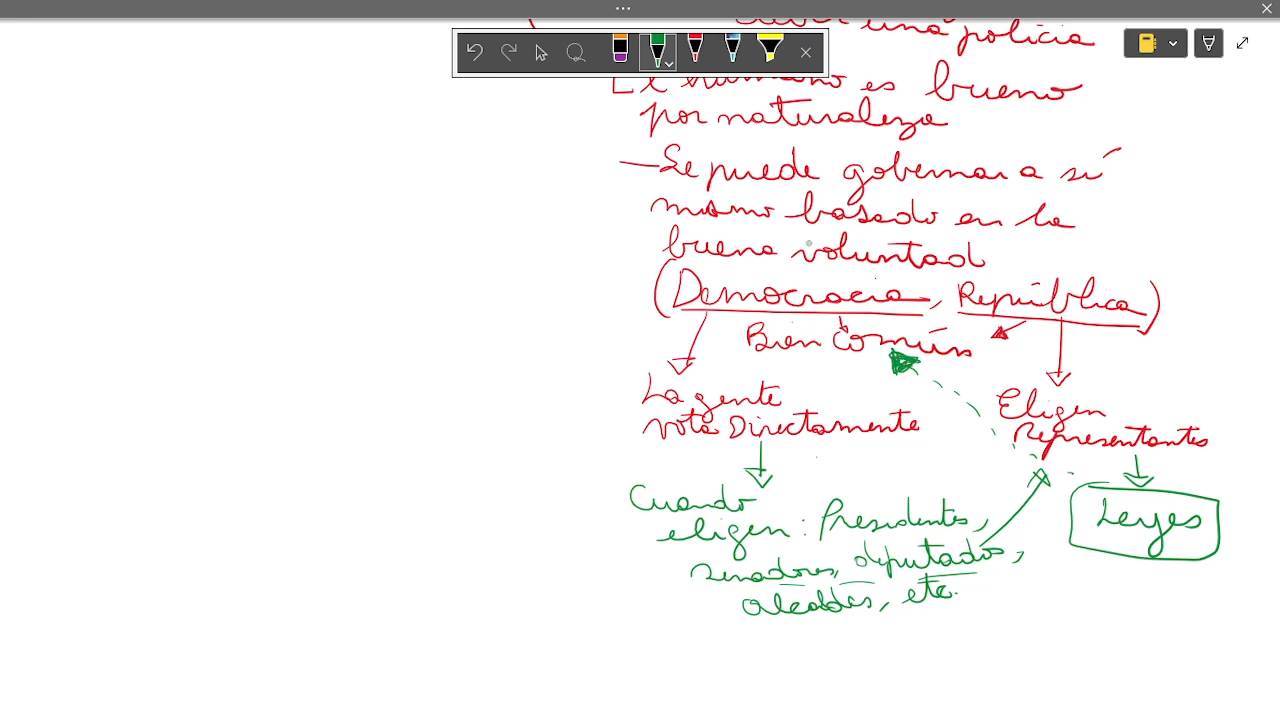 una policía
El humano es bueno
por naturaleza
— Se puede gobernar a sí
mismo basado en la
buena voluntad
(Democracia, República)
Bien común
La gente
vota Directamente
Eligen
Representantes
Cuando
eligen: Presidentes,
senadores, deputados,
alcaldes, etc.
Leyes